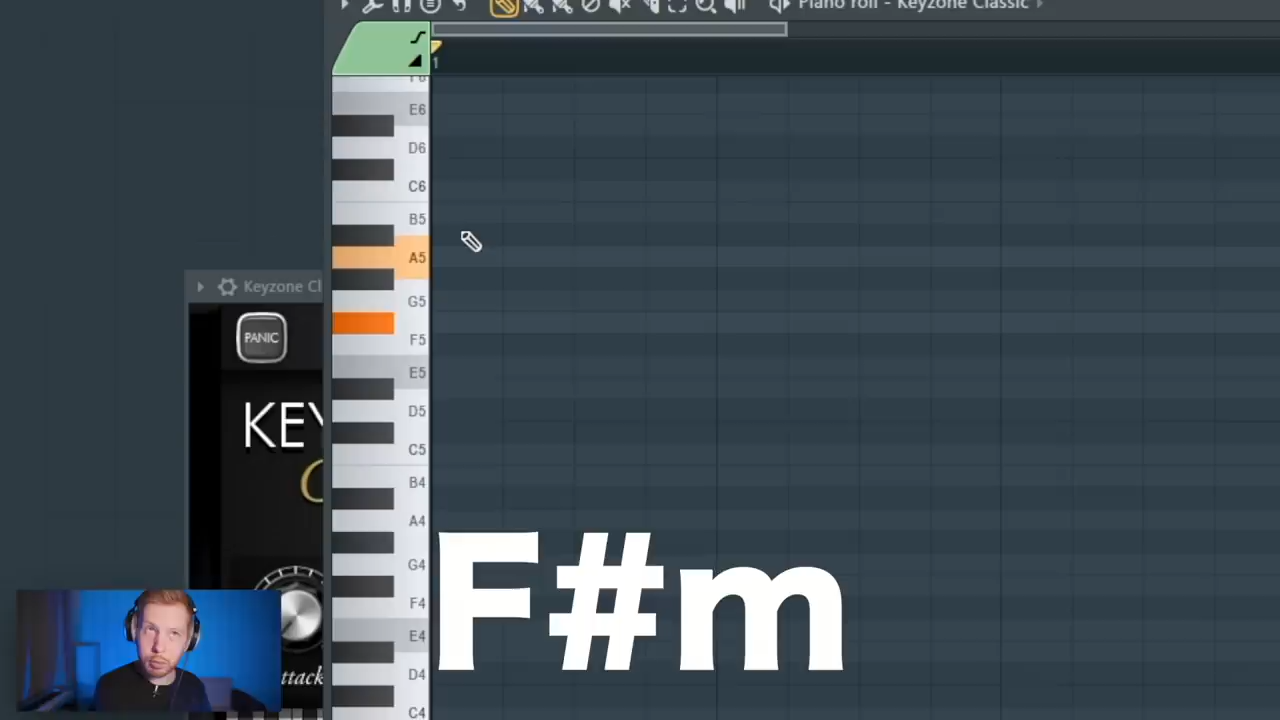 Piano roll - Keyzone Classic
1
E6
D6
C6
B5
A5
G5
F5
E5
D5
C5
B4
A4
G4
F4
E4
D4
C4
Keyzone Cl
PANIC
KEY
ttack
F#m